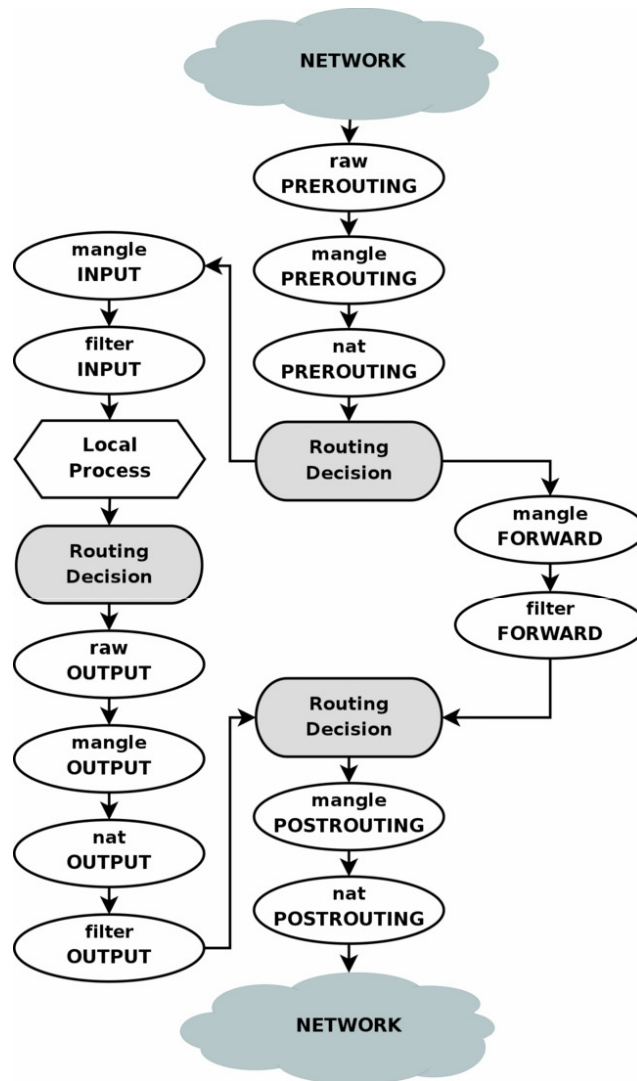 NETWORK
raw
PREROUTING
mangle
PREROUTING
nat
PREROUTING
Routing
Decision
mangle
INPUT
filter
INPUT
Local
Process
Routing
Decision
raw
OUTPUT
mangle
OUTPUT
nat
OUTPUT
filter
OUTPUT
mangle
FORWARD
filter
FORWARD
Routing
Decision
mangle
POSTROUTING
nat
POSTROUTING
NETWORK